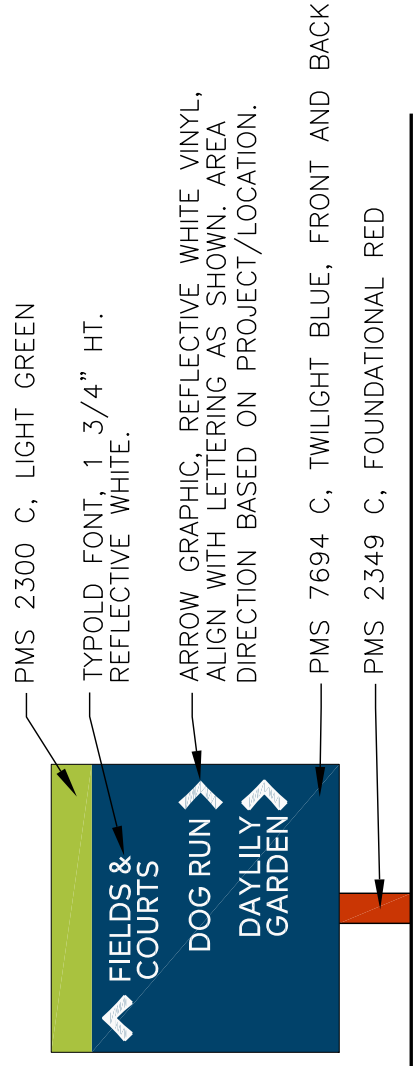 PMS 2300 C, LIGHT GREEN
TYPOLD FONT, 1 3/4” HT.
REFLECTIVE WHITE.
ARROW GRAPHIC, REFLECTIVE WHITE VINYL,
ALIGN WITH LETTERING AS SHOWN. AREA
DIRECTION BASED ON PROJECT/LOCATION.
PMS 7694 C, TWILIGHT BLUE, FRONT AND BACK
PMS 2349 C, FOUNDATIONAL RED
FIELDS &
COURTS
DOG RUN
DAYLILY
GARDEN